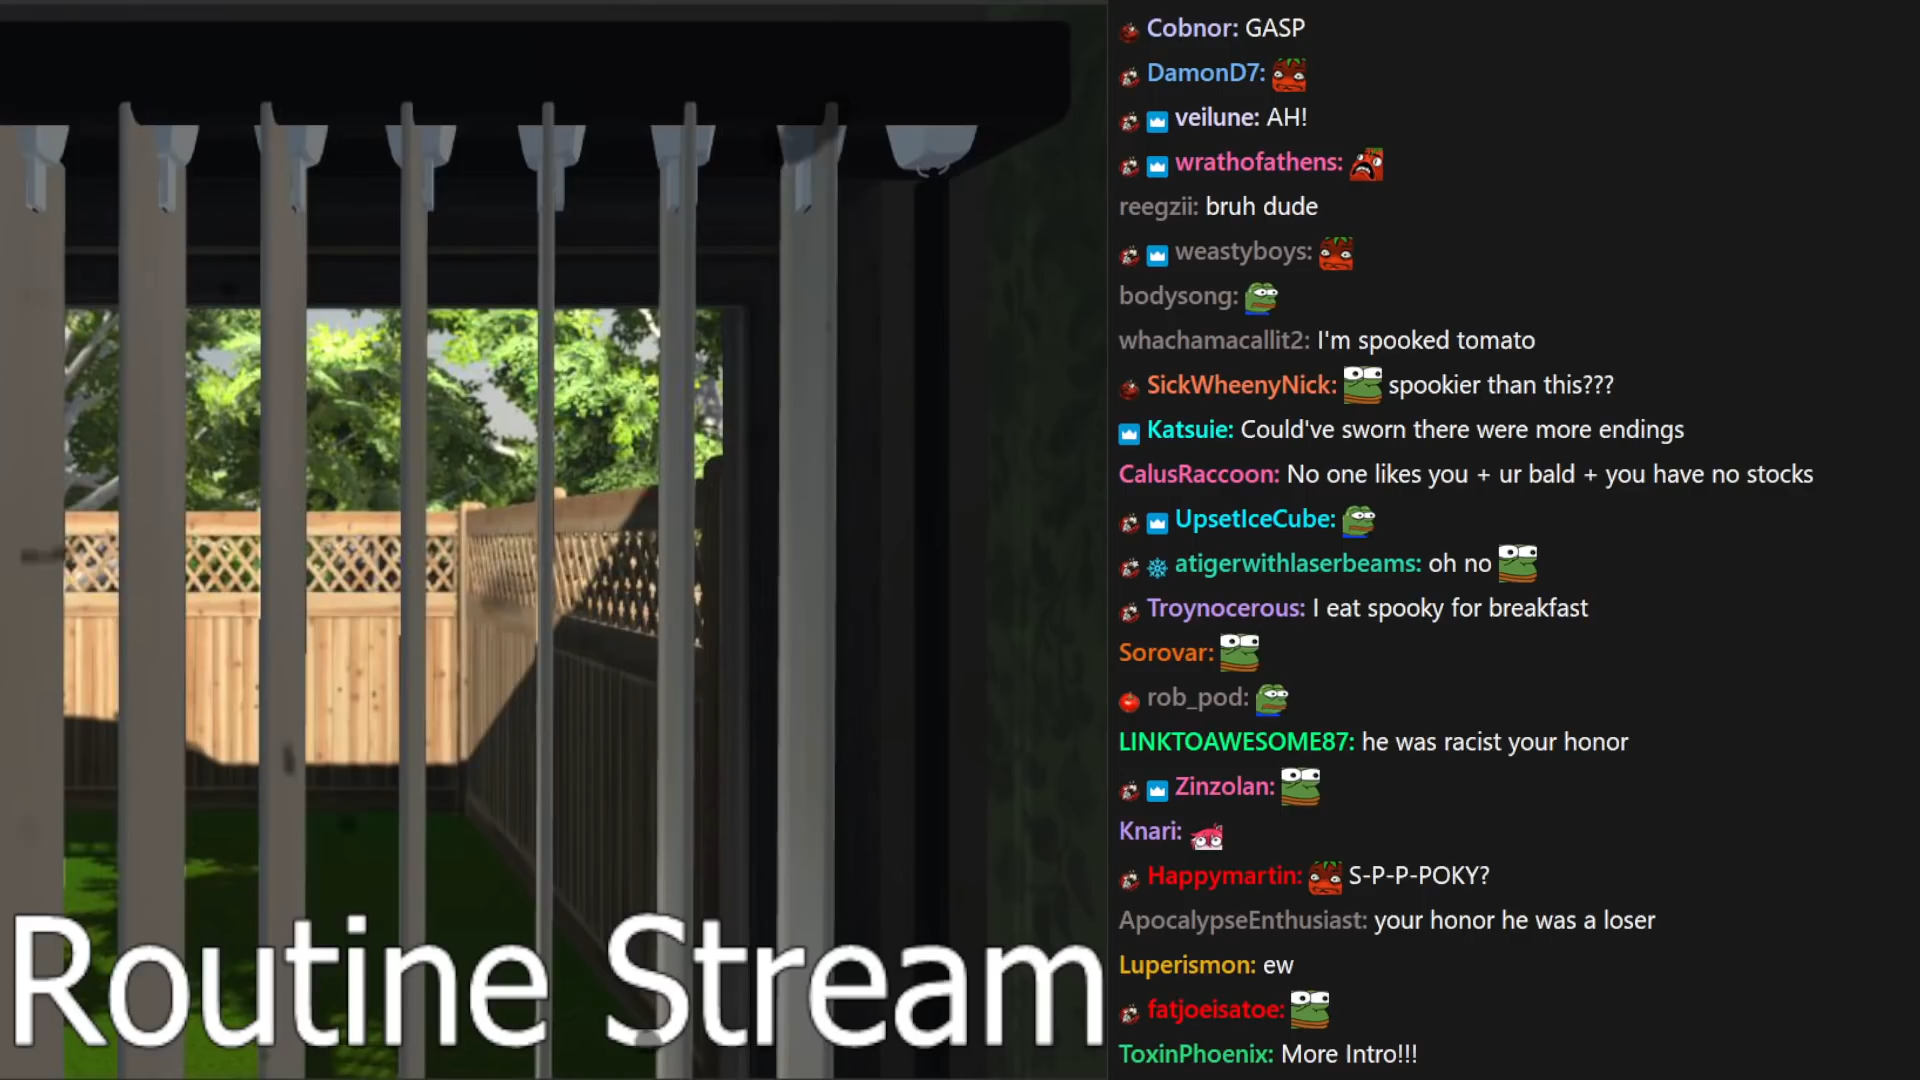 Cobnor: GASP
DamonD7:
veilune: AH!
wrathofathens:
reegzii: bruh dude
weastyboys:
bodysong:
whachamacallit2: I'm spooked tomato
SickWheenyNick: spookier than this???
Katsuie: Could've sworn there were more endings
CalusRaccoon: No one likes you + ur bald + you have no stocks
UpsetIceCube:
atigerwithlaserbeams: oh no
Troynocerous: I eat spooky for breakfast
Sorovar:
rob_pod:
LINKTOAWESOME87: he was racist your honor
Zinzolan:
Knari:
Happymartin: S-P-P-POKY?
ApocalypseEnthusiast: your honor he was a loser
Luperismon: ew
fatjoeisatoe:
ToxinPhoenix: More Intro!!!
Routine Stream